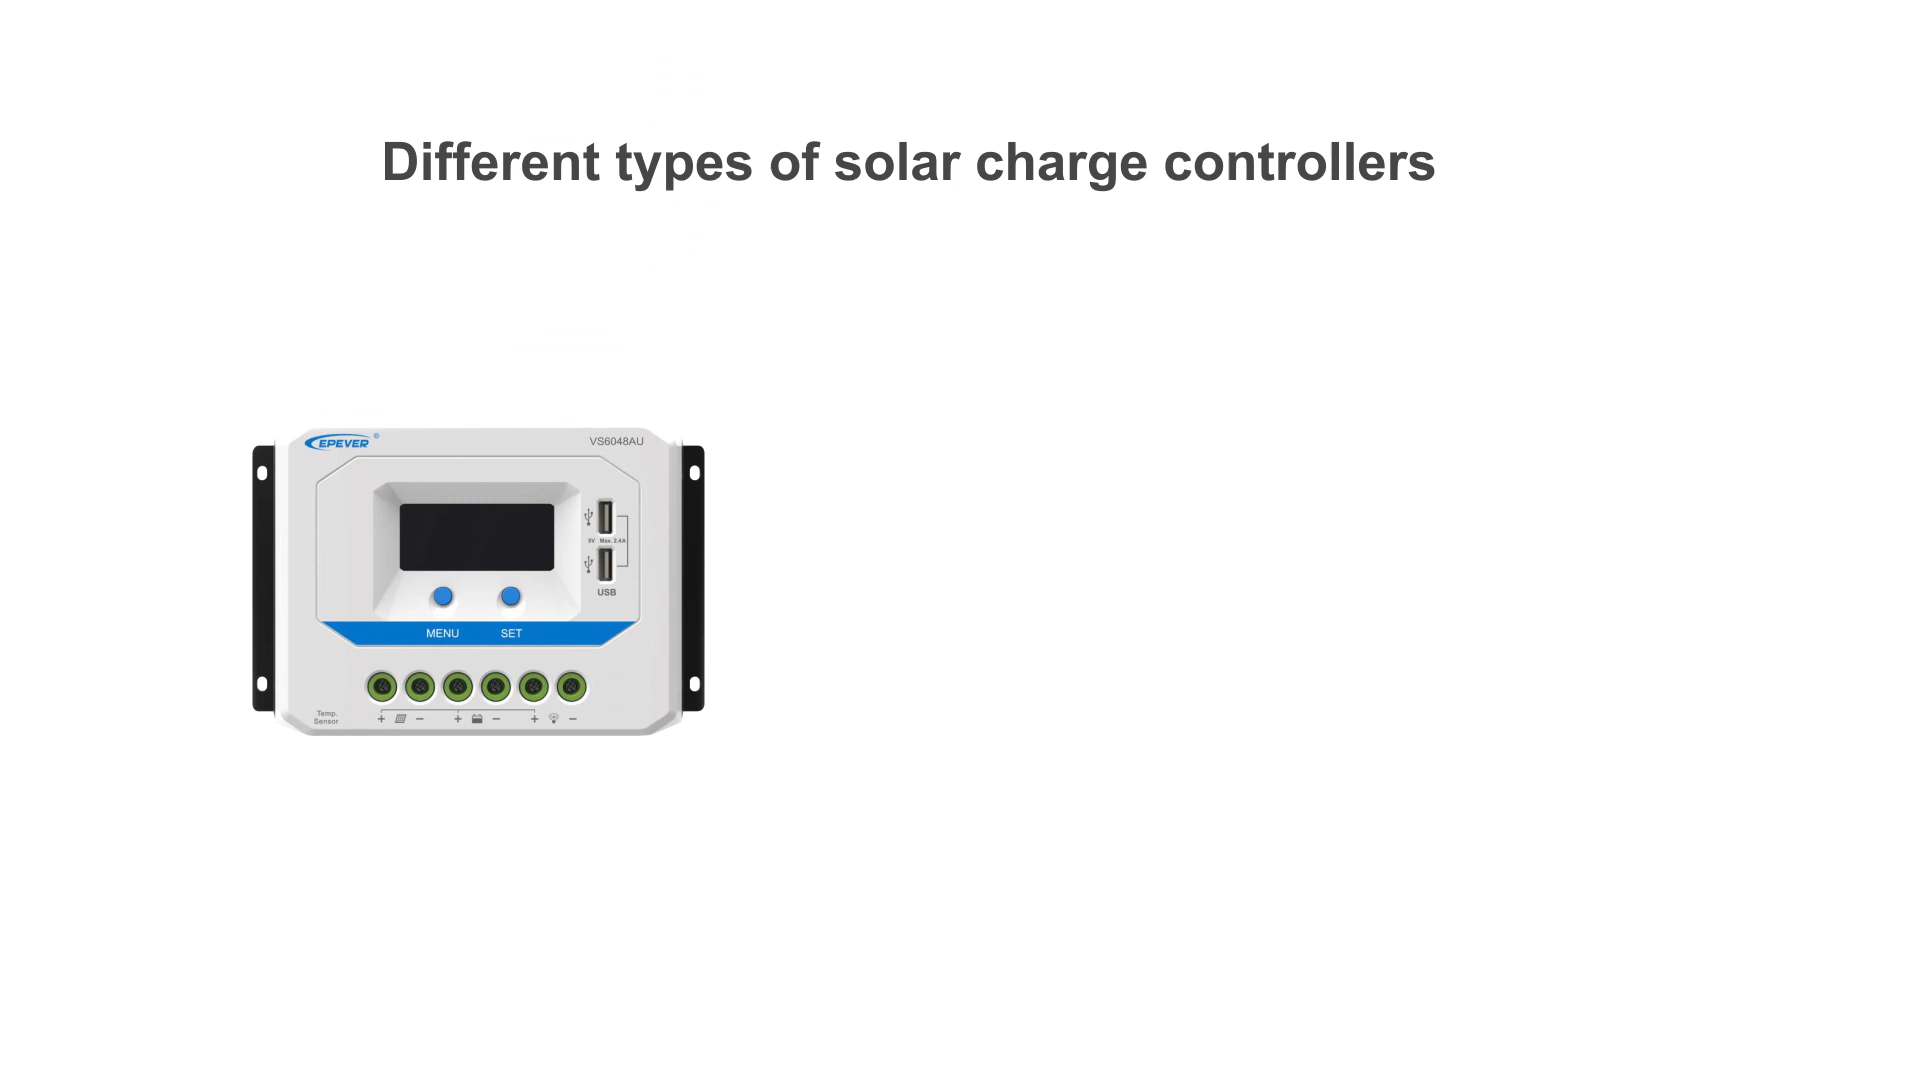 Different types of solar charge controllers
EPEVER ®
VS6048AU
5V Max. 2.4A
USB
MENU SET
Temp.
Sensor
+ − + − + −